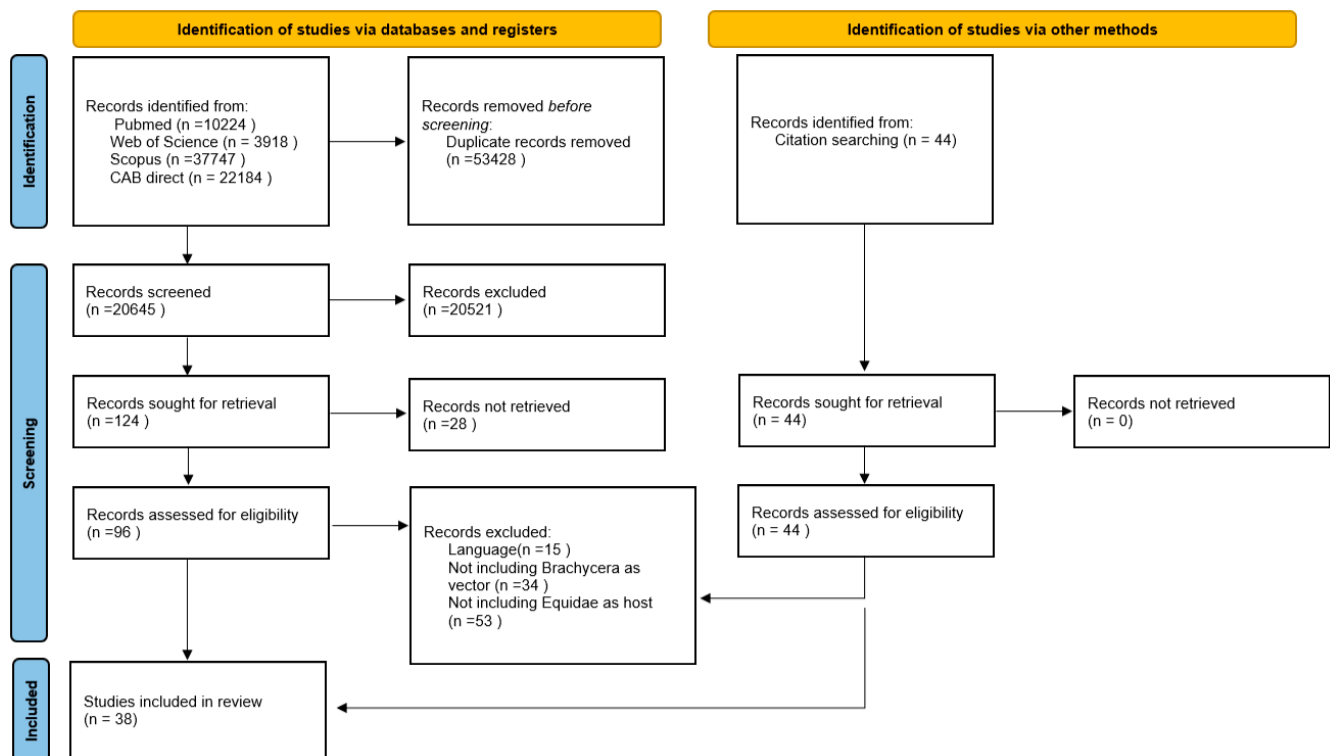 Identification of studies via databases and registers
Identification of studies via other methods
Identification
Records identified from:
Pubmed (n =10224 )
Web of Science (n = 3918 )
Scopus (n =37747 )
CAB direct (n = 22184 )
Records removed before
screening:
Duplicate records removed
(n =53428 )
Records identified from:
Citation searching (n = 44)
Screening
Records screened
(n =20645 )
Records excluded
(n =20521 )
Records sought for retrieval
(n =124 )
Records not retrieved
(n =28 )
Records sought for retrieval
(n = 44)
Records not retrieved
(n = 0)
Records assessed for eligibility
(n =96 )
Records excluded:
Language(n =15 )
Not including Brachycera as
vector (n =34 )
Not including Equidae as host
(n =53 )
Records assessed for eligibility
(n = 44 )
Included
Studies included in review
(n = 38)